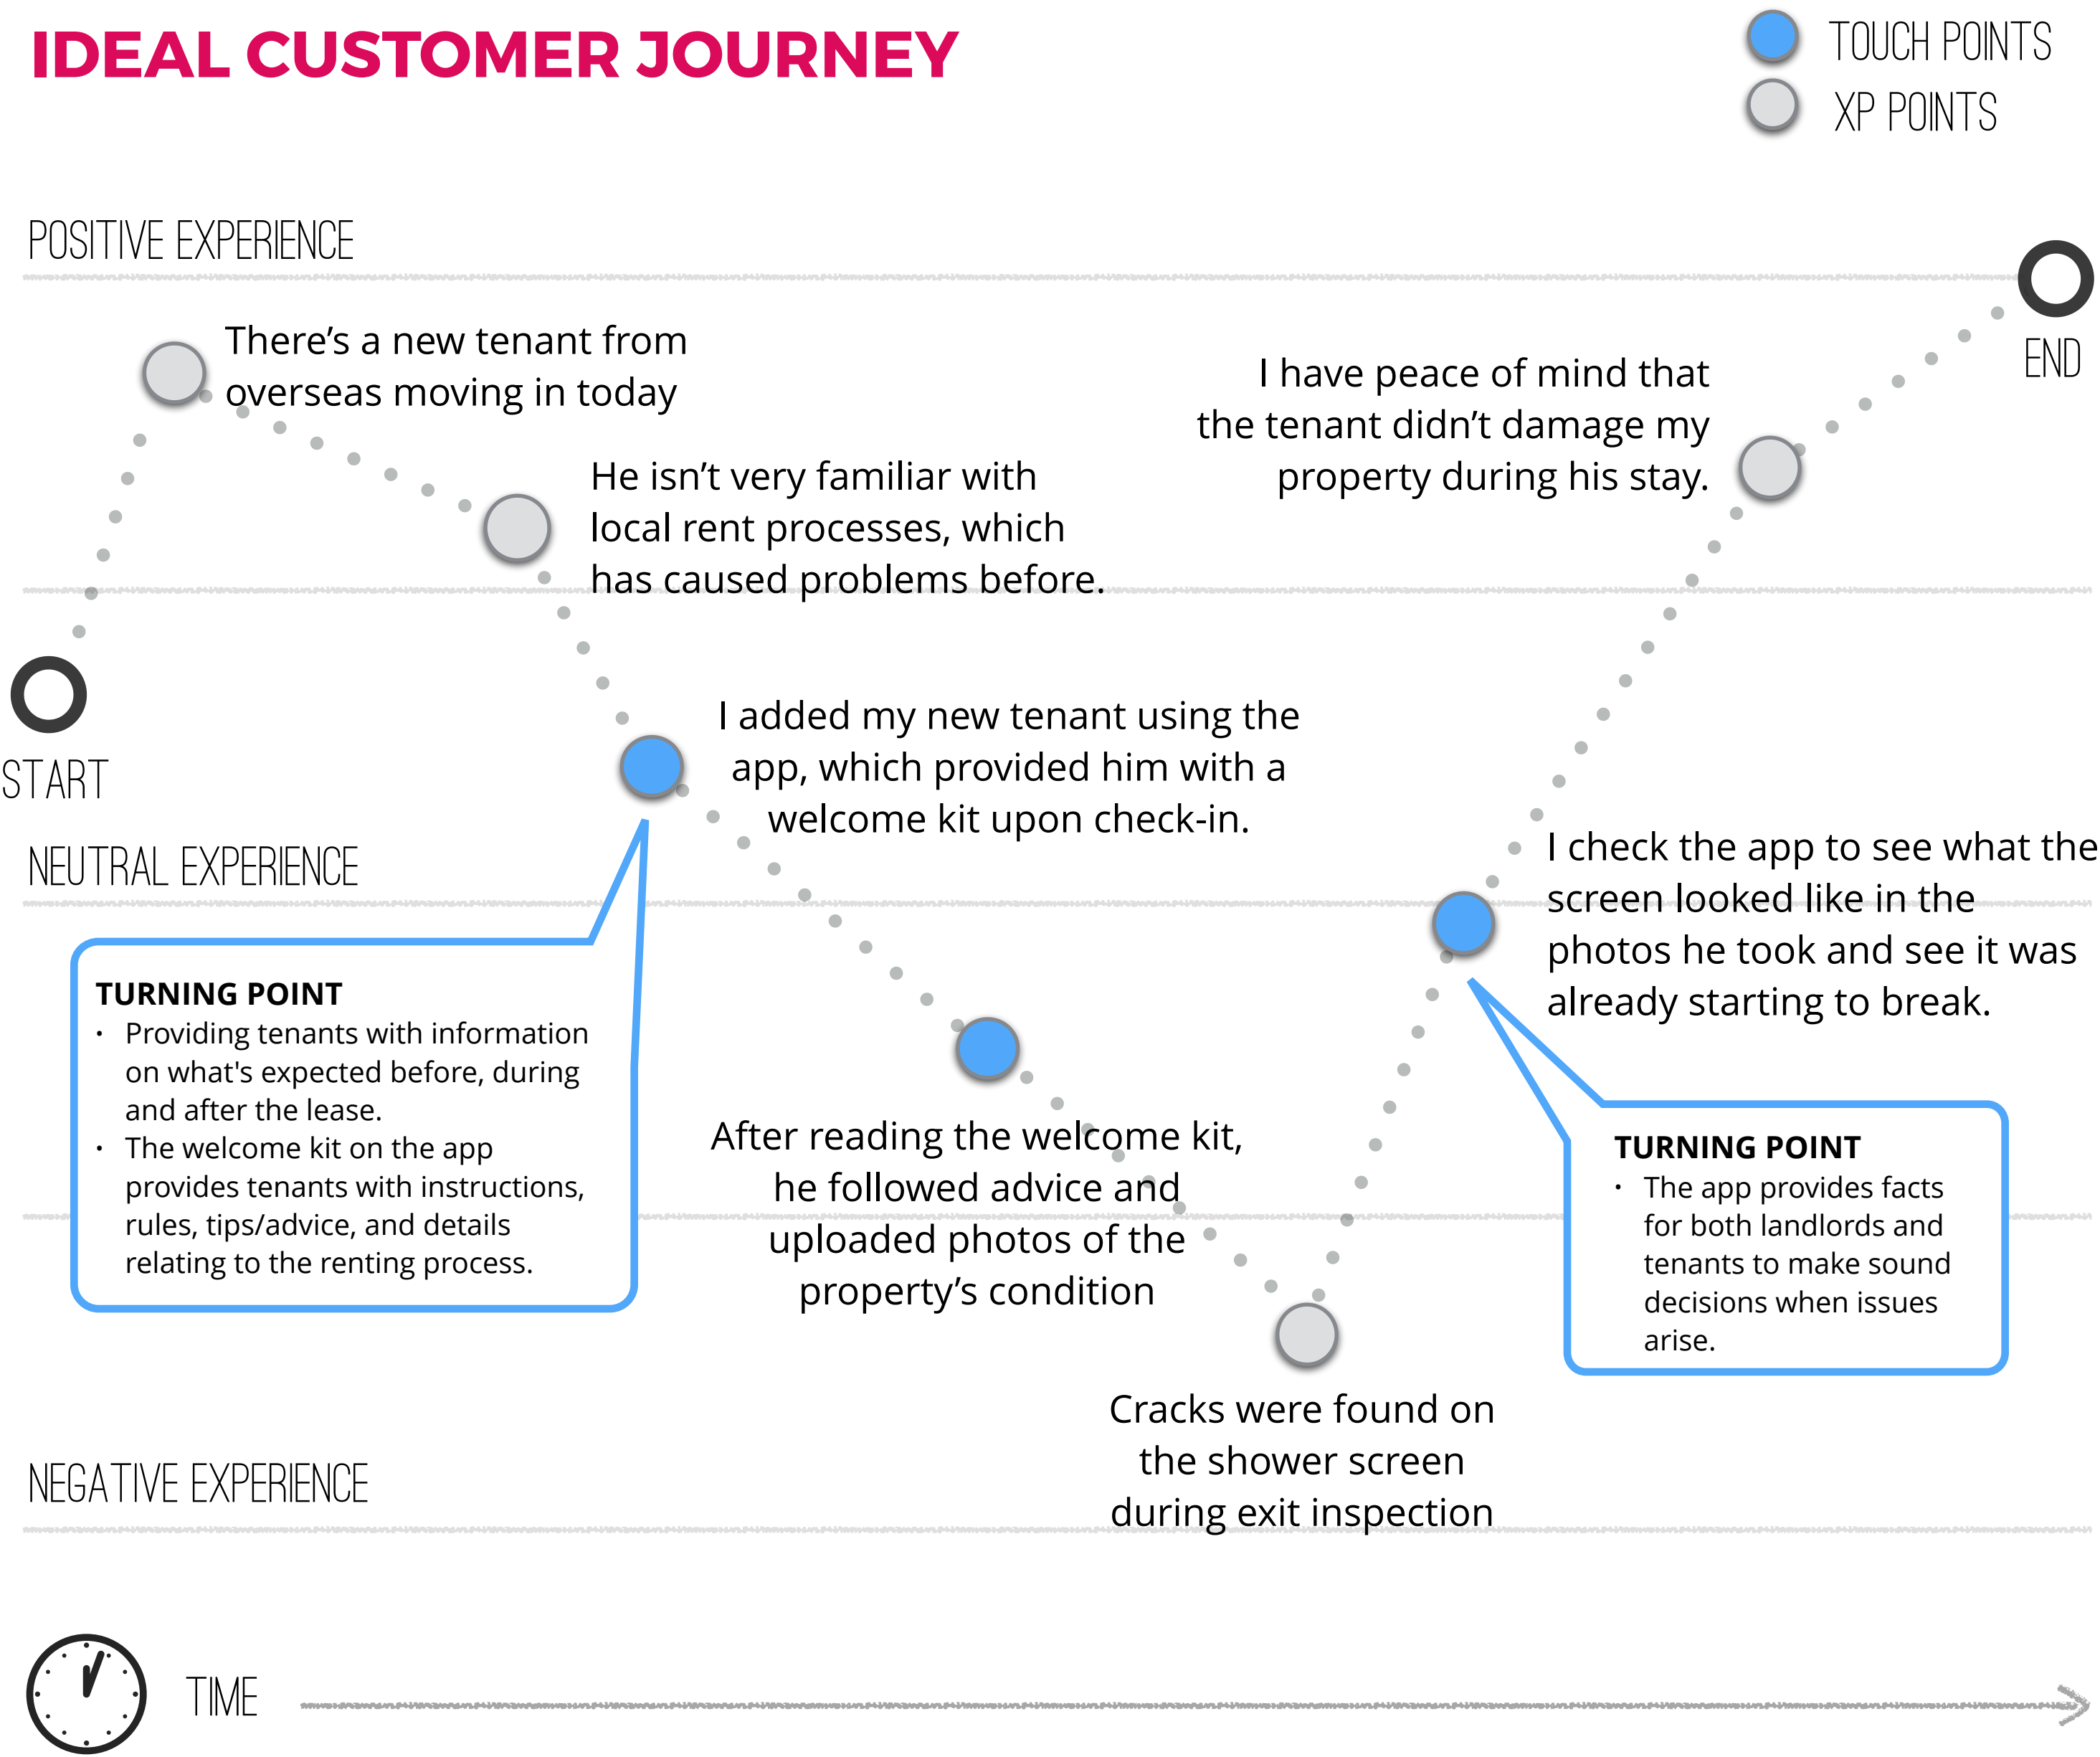 IDEAL CUSTOMER JOURNEY
TOUCH POINTS
XP POINTS
POSITIVE EXPERIENCE
There’s a new tenant from
overseas moving in today
He isn’t very familiar with
local rent processes, which
has caused problems before.
I have peace of mind that
the tenant didn’t damage my
property during his stay.
END
START
I added my new tenant using the
app, which provided him with a
welcome kit upon check-in.
NEUTRAL EXPERIENCE
I check the app to see what the
screen looked like in the
photos he took and see it was
already starting to break.
TURNING POINT
• Providing tenants with information
on what's expected before, during
and after the lease.
• The welcome kit on the app
provides tenants with instructions,
rules, tips/advice, and details
relating to the renting process.
After reading the welcome kit,
he followed advice and
uploaded photos of the
property’s condition
TURNING POINT
• The app provides facts
for both landlords and
tenants to make sound
decisions when issues
arise.
Cracks were found on
the shower screen
during exit inspection
NEGATIVE EXPERIENCE
TIME